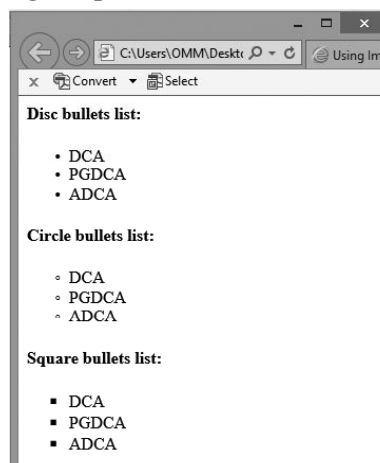 C:\Users\OMM\Desktc
Using Im
x Convert Select
Disc bullets list:
• DCA
• PGDCA
• ADCA
Circle bullets list:
◦ DCA
◦ PGDCA
◦ ADCA
Square bullets list:
▪ DCA
▪ PGDCA
▪ ADCA